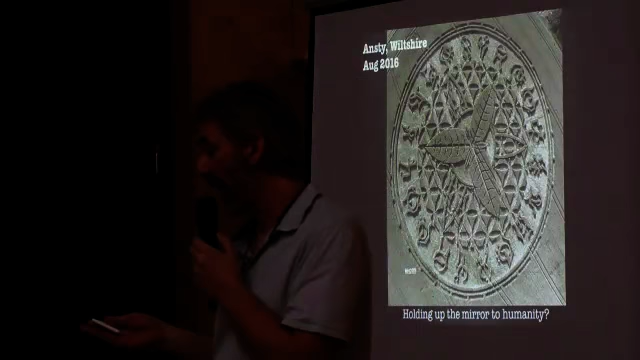 Ansty, Wiltshire
Aug 2016
Holding up the mirror to humanity?